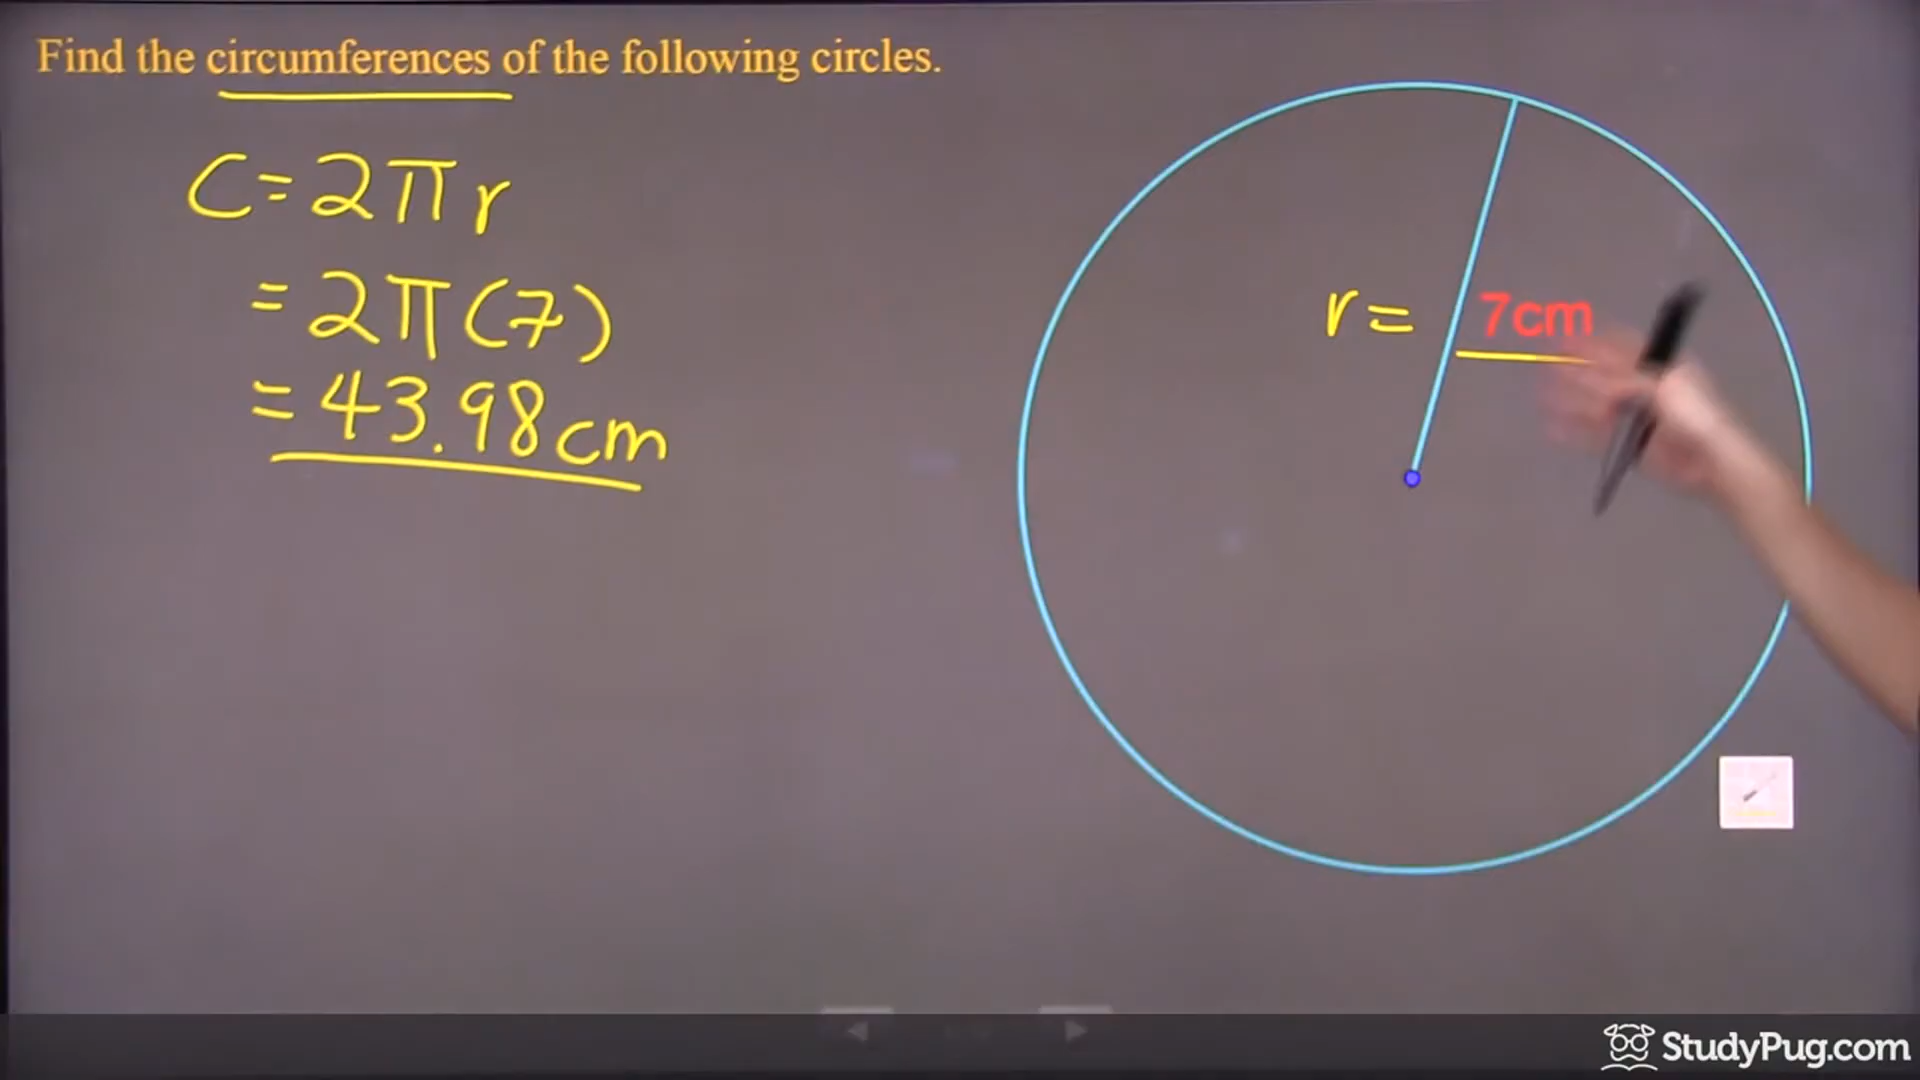 Find the circumferences of the following circles.
C=2πr
=2π(7)
=43.98cm
r= 7cm
StudyPug.com